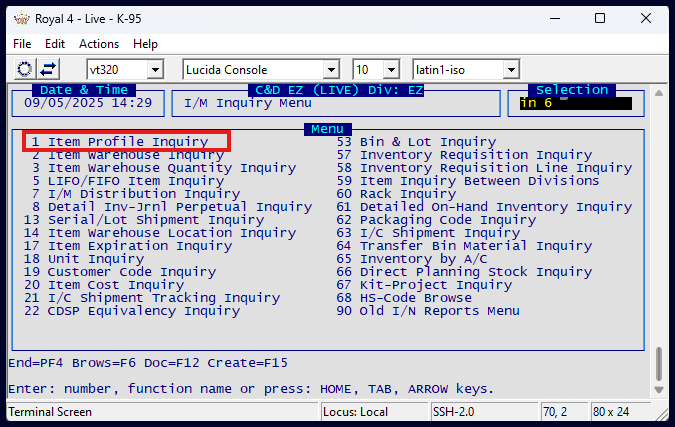 Royal 4 - Live - K-95
File Edit Actions Help
vt320 Lucida Console 10 latin1-iso
Date & Time C&D EZ (LIVE) Div: EZ Selection
09/05/2025 14:29 I/M Inquiry Menu in 6
Menu
1 Item Profile Inquiry 53 Bin & Lot Inquiry
2 Item Warehouse Inquiry 57 Inventory Requisition Inquiry
3 Item Warehouse Quantity Inquiry 58 Inventory Requisition Line Inquiry
5 LIFO/FIFO Item Inquiry 59 Item Inquiry Between Divisions
7 I/M Distribution Inquiry 60 Rack Inquiry
8 Detail Inv-Jrnl Perpetual Inquiry 61 Detailed On-Hand Inventory Inquiry
13 Serial/Lot Shipment Inquiry 62 Packaging Code Inquiry
14 Item Warehouse Location Inquiry 63 I/C Shipment Inquiry
17 Item Expiration Inquiry 64 Transfer Bin Material Inquiry
18 Unit Inquiry 65 Inventory by A/C
19 Customer Code Inquiry 66 Direct Planning Stock Inquiry
20 Item Cost Inquiry 67 Kit-Project Inquiry
21 I/C Shipment Tracking Inquiry 68 HS-Code Browse
22 CDSP Equivalency Inquiry 90 Old I/N Reports Menu
End=PF4 Brows=F6 Doc=F12 Create=F15
Enter: number, function name or press: HOME, TAB, ARROW keys.
Terminal Screen Locus: Local SSH-2.0 70, 2 80 x 24